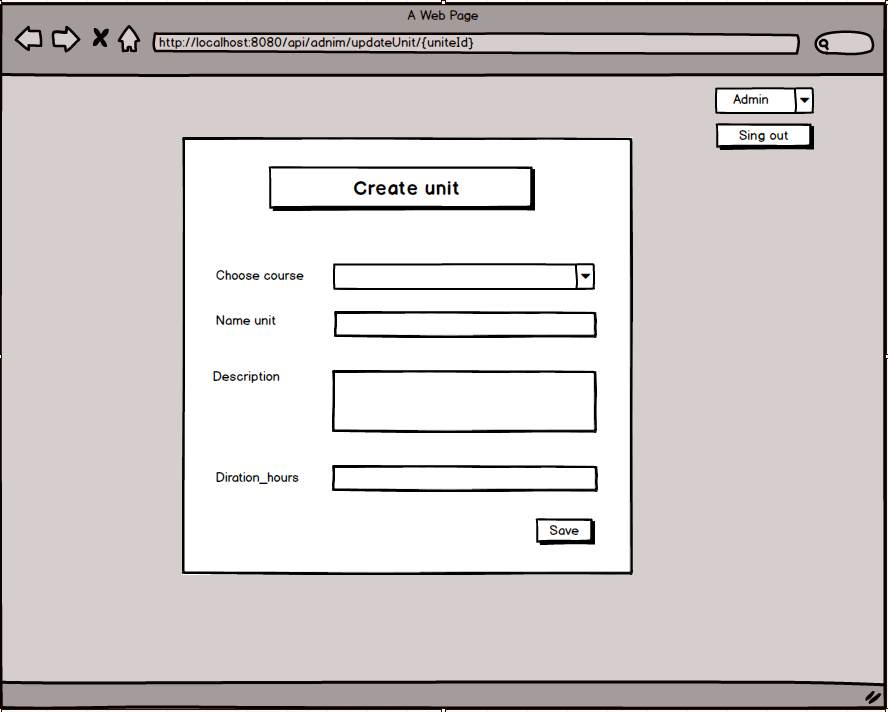 A Web Page
http://localhost:8080/api/adnim/updateUnit/{uniteId}
Admin
Sing out
Create unit
Choose course
Name unit
Description
Diration_hours
Save